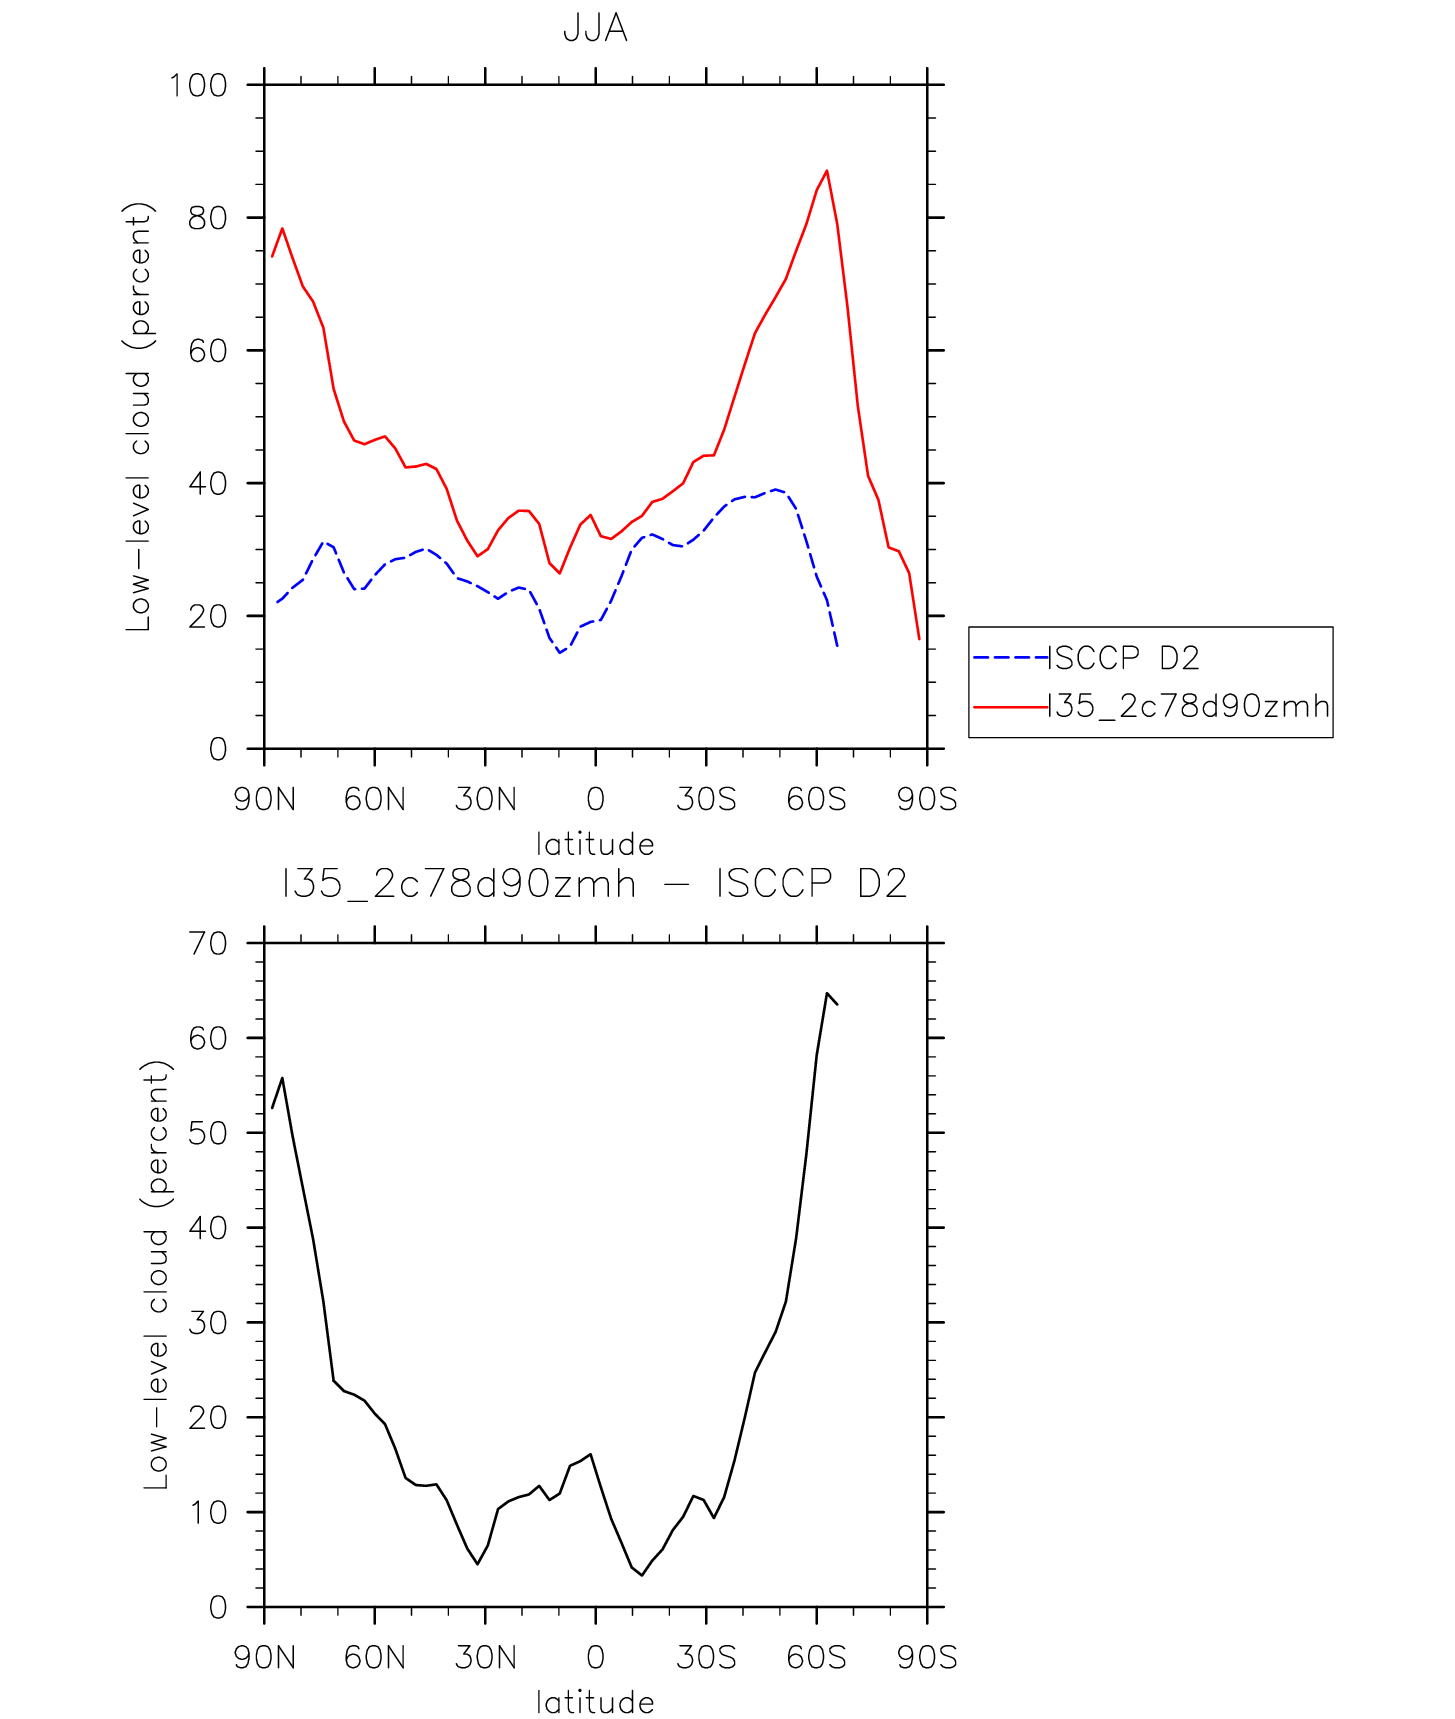 JJA
100
80
60
40
20
0
Low-level cloud (percent)
90N 60N 30N 0 30S 60S 90S
latitude
ISCCP D2
I35_2c78d90zmh
I35_2c78d90zmh - ISCCP D2
70
60
50
40
30
20
10
0
Low-level cloud (percent)
90N 60N 30N 0 30S 60S 90S
latitude